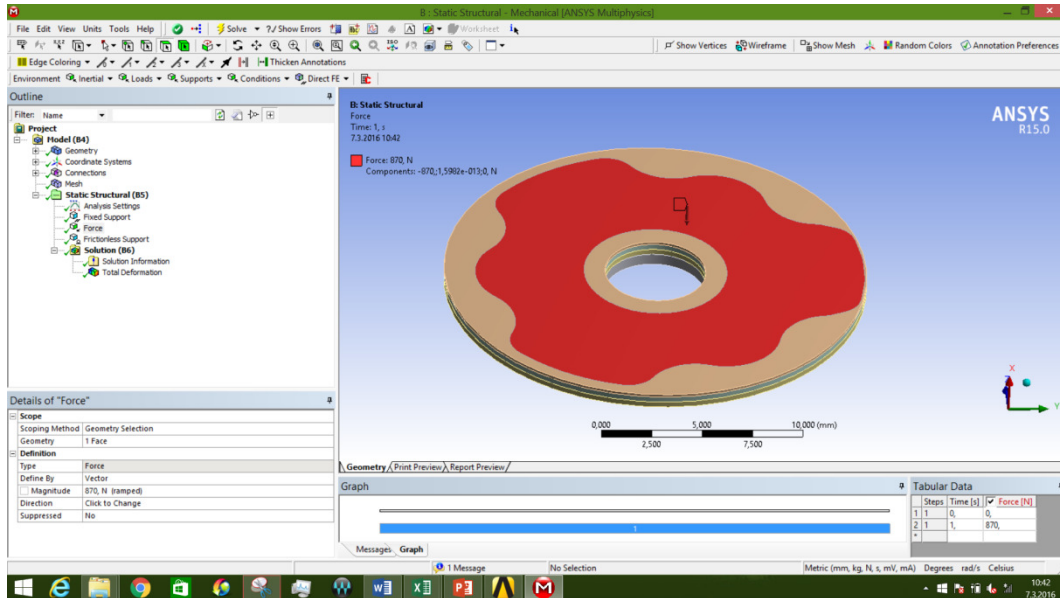 B : Static Structural - Mechanical [ANSYS Multiphysics]
File Edit View Units Tools Help Solve ?/ Show Errors Worksheet
Show Vertices Wireframe Show Mesh Random Colors Annotation Preferences
Edge Coloring Thicken Annotations
Environment Inertial Loads Supports Conditions Direct FE
Outline
Filter: Name
Project
Model (B4)
Geometry
Coordinate Systems
Connections
Mesh
Static Structural (B5)
Analysis Settings
Fixed Support
Force
Frictionless Support
Solution (B6)
Solution Information
Total Deformation
B: Static Structural
Force
Time: 1, s
7.3.2016 10:42
Force: 870, N
Components: -870,;1,5982e-013;0, N
ANSYS
R15.0
X
Y
0,000 5,000 10,000 (mm)
2,500 7,500
Geometry Print Preview Report Preview
Details of "Force"
Scope
Scoping Method Geometry Selection
Geometry 1 Face
Definition
Type Force
Define By Vector
Magnitude 870, N (ramped)
Direction Click to Change
Suppressed No
Graph
1
Messages Graph
Tabular Data
Steps Time [s] Force [N]
1 1 0, 0,
2 1 1, 870,
*
1 Message No Selection Metric (mm, kg, N, s, mV, mA) Degrees rad/s Celsius
10:42
7.3.2016